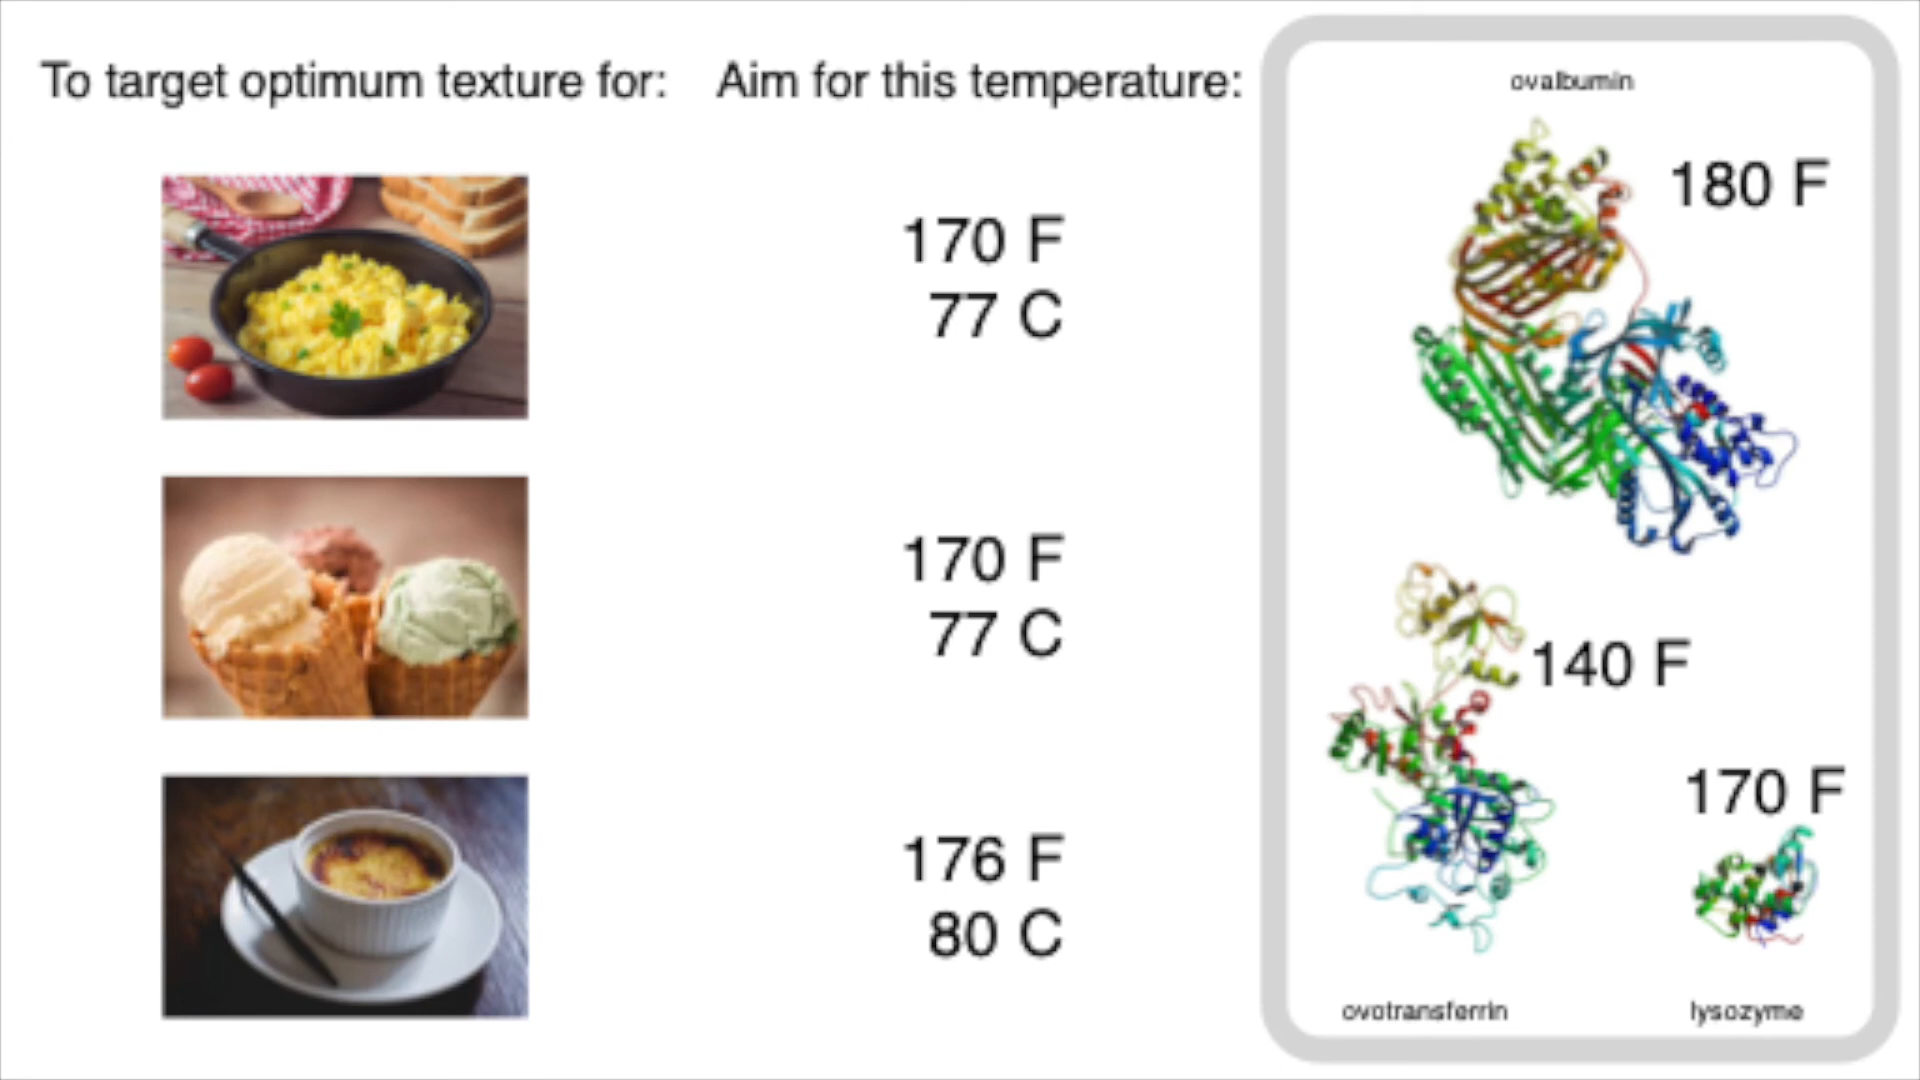 To target optimum texture for:
Aim for this temperature:
170 F
77 C
170 F
77 C
176 F
80 C
ovalbumin
180 F
140 F
170 F
ovotransferrin
lysozyme